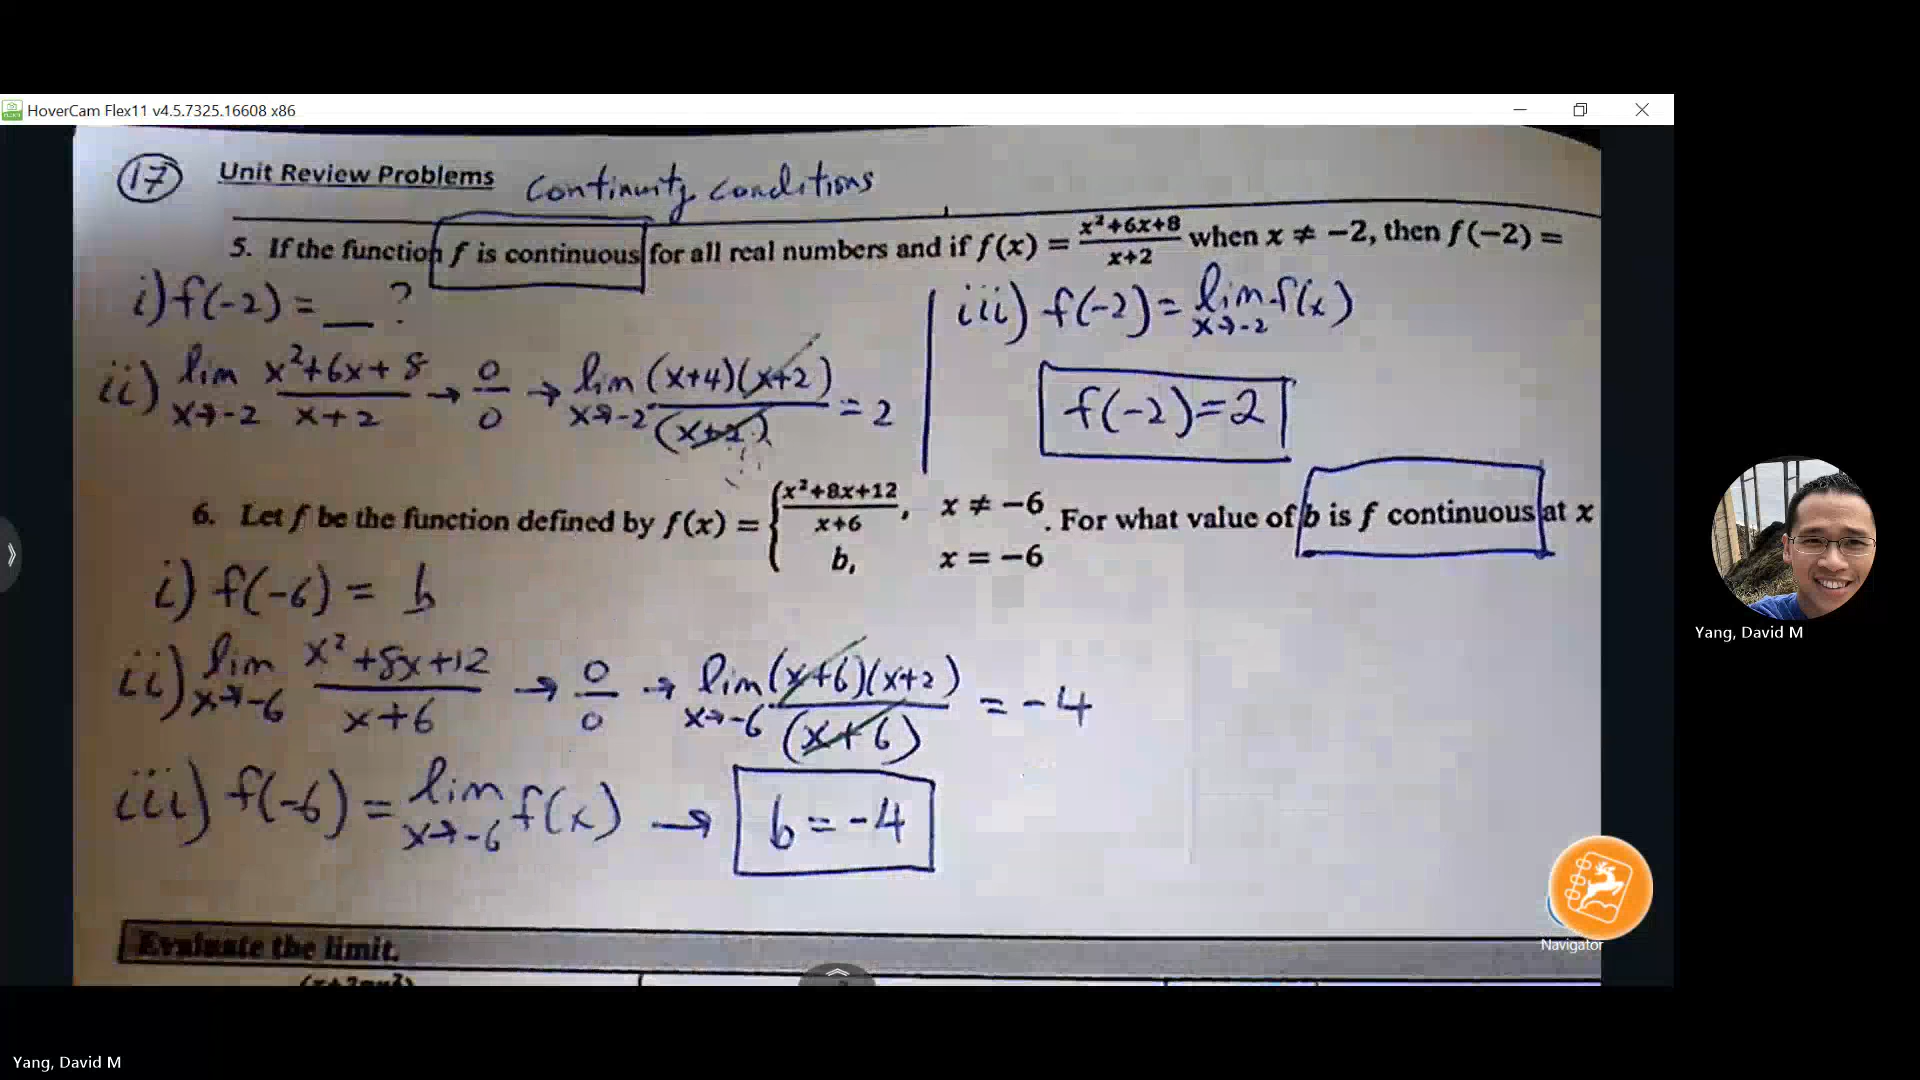 HoverCam Flex11 v4.5.7325.16608 x86
17 Unit Review Problems Continuity Conditions
5. If the function f is continuous for all real numbers and if f(x) = (x²+6x+8)/(x+2) when x ≠ −2, then f(−2) =
i) f(-2) = __ ?
ii) lim x→-2 (x²+6x+8)/(x+2) → 0/0 → lim x→-2 (x+4)(x+2)/(x+2) = 2
iii) f(-2) = lim x→-2 f(x)
f(-2)=2
6. Let f be the function defined by f(x) = { (x²+8x+12)/(x+6), x ≠ −6
b, x = −6
. For what value of b is f continuous at x
i) f(-6) = b
ii) lim x→-6 (x²+8x+12)/(x+6) → 0/0 → lim x→-6 (x+6)(x+2)/(x+6) = -4
iii) f(-6) = lim x→-6 f(x) → b = -4
Evaluate the limit.
Navigator
Yang, David M
Yang, David M